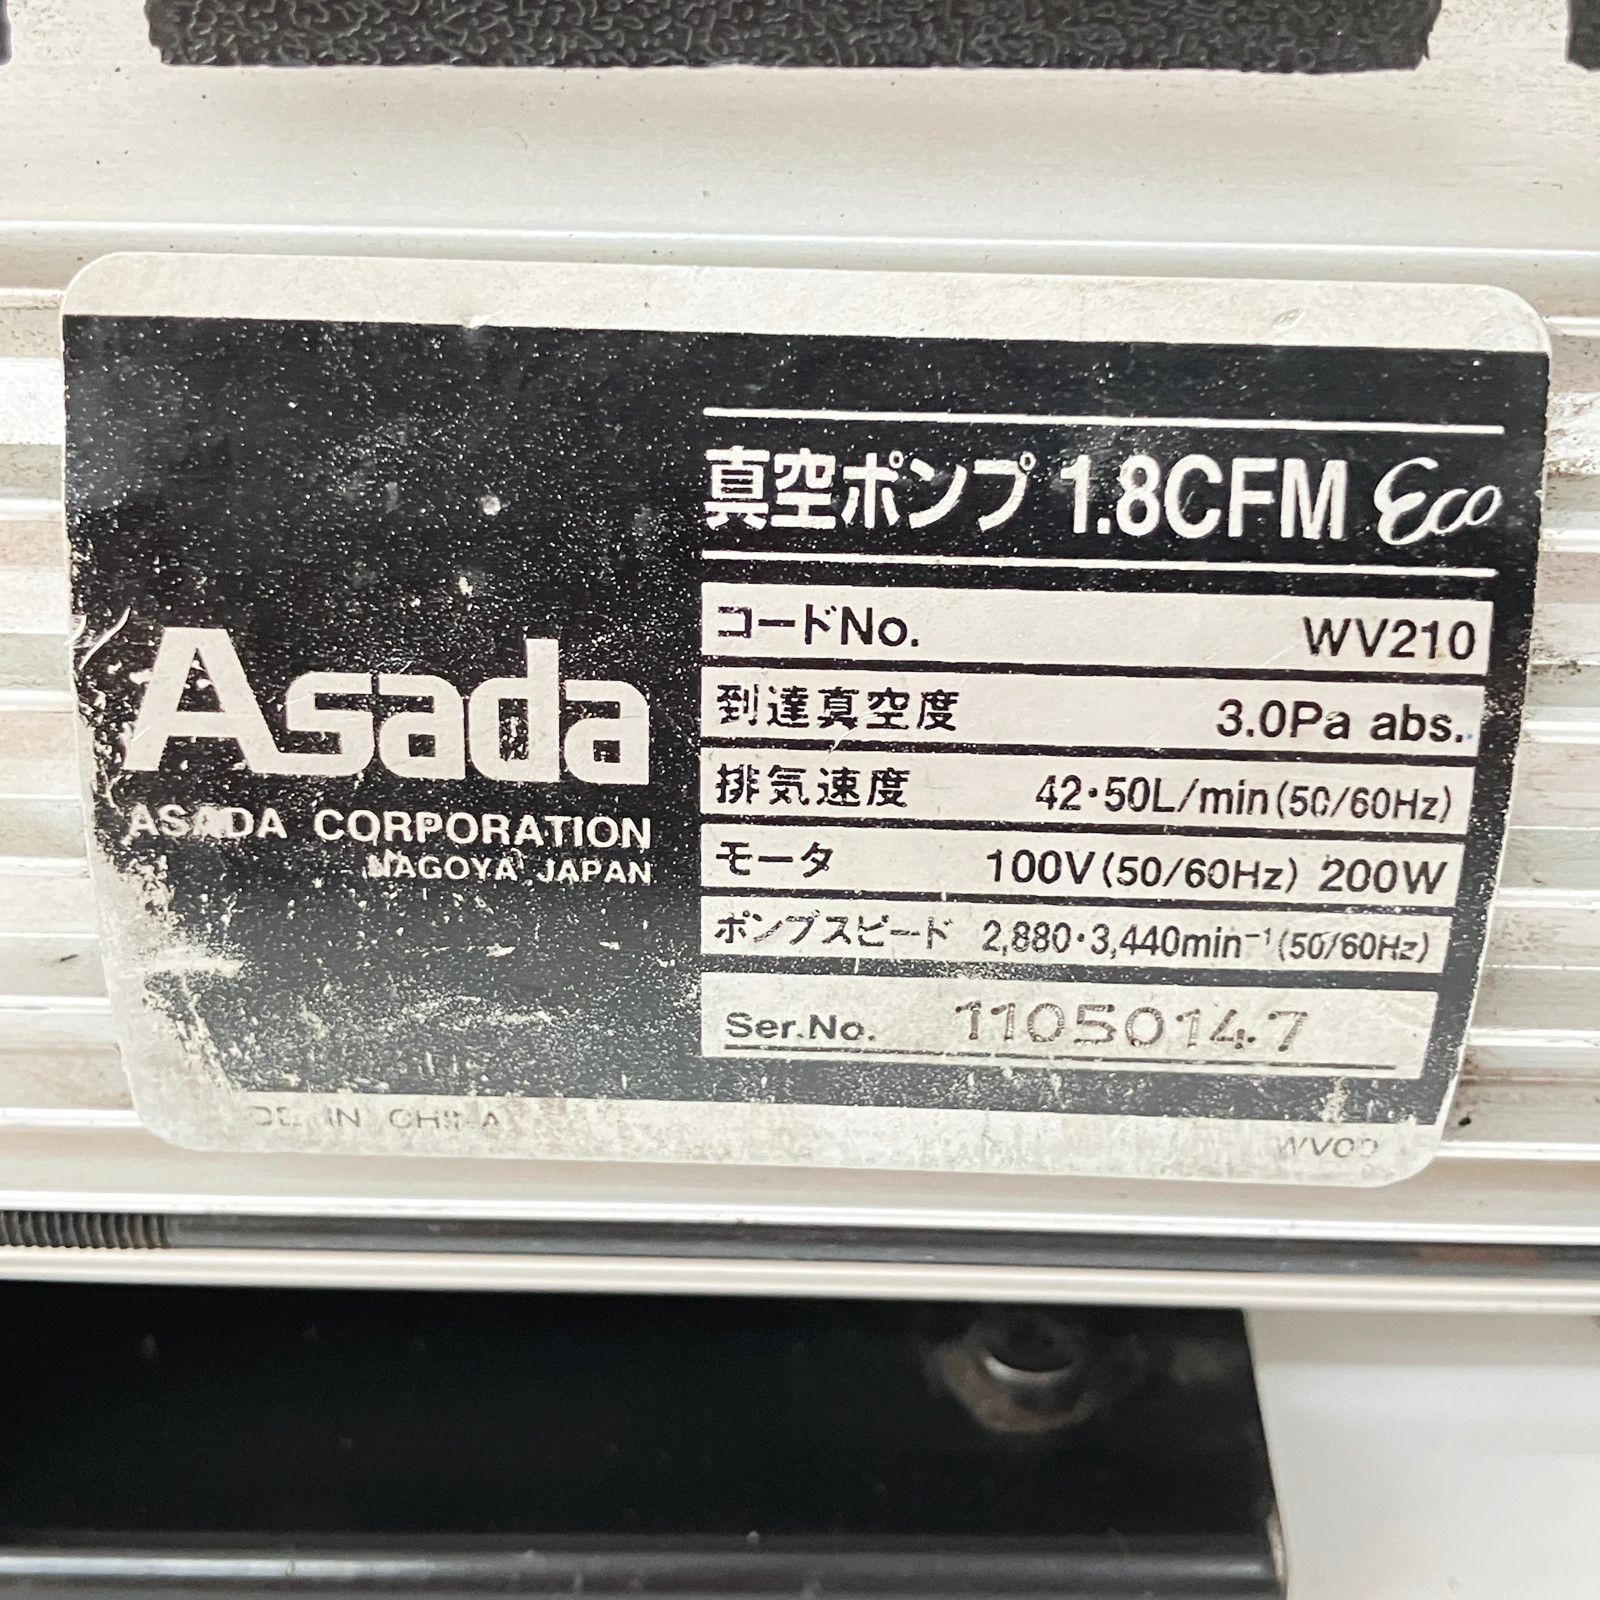 真空ポンプ 1.8CFM Eco
コードNo. WV210
到達真空度 3.0Pa abs.
排気速度 42・50L/min(50/60Hz)
モータ 100V(50/60Hz) 200W
ポンプスピード 2,880・3,440min⁻¹(50/60Hz)
Ser.No. 11050147
Asada
ASADA CORPORATION
NAGOYA JAPAN
IN CHINA